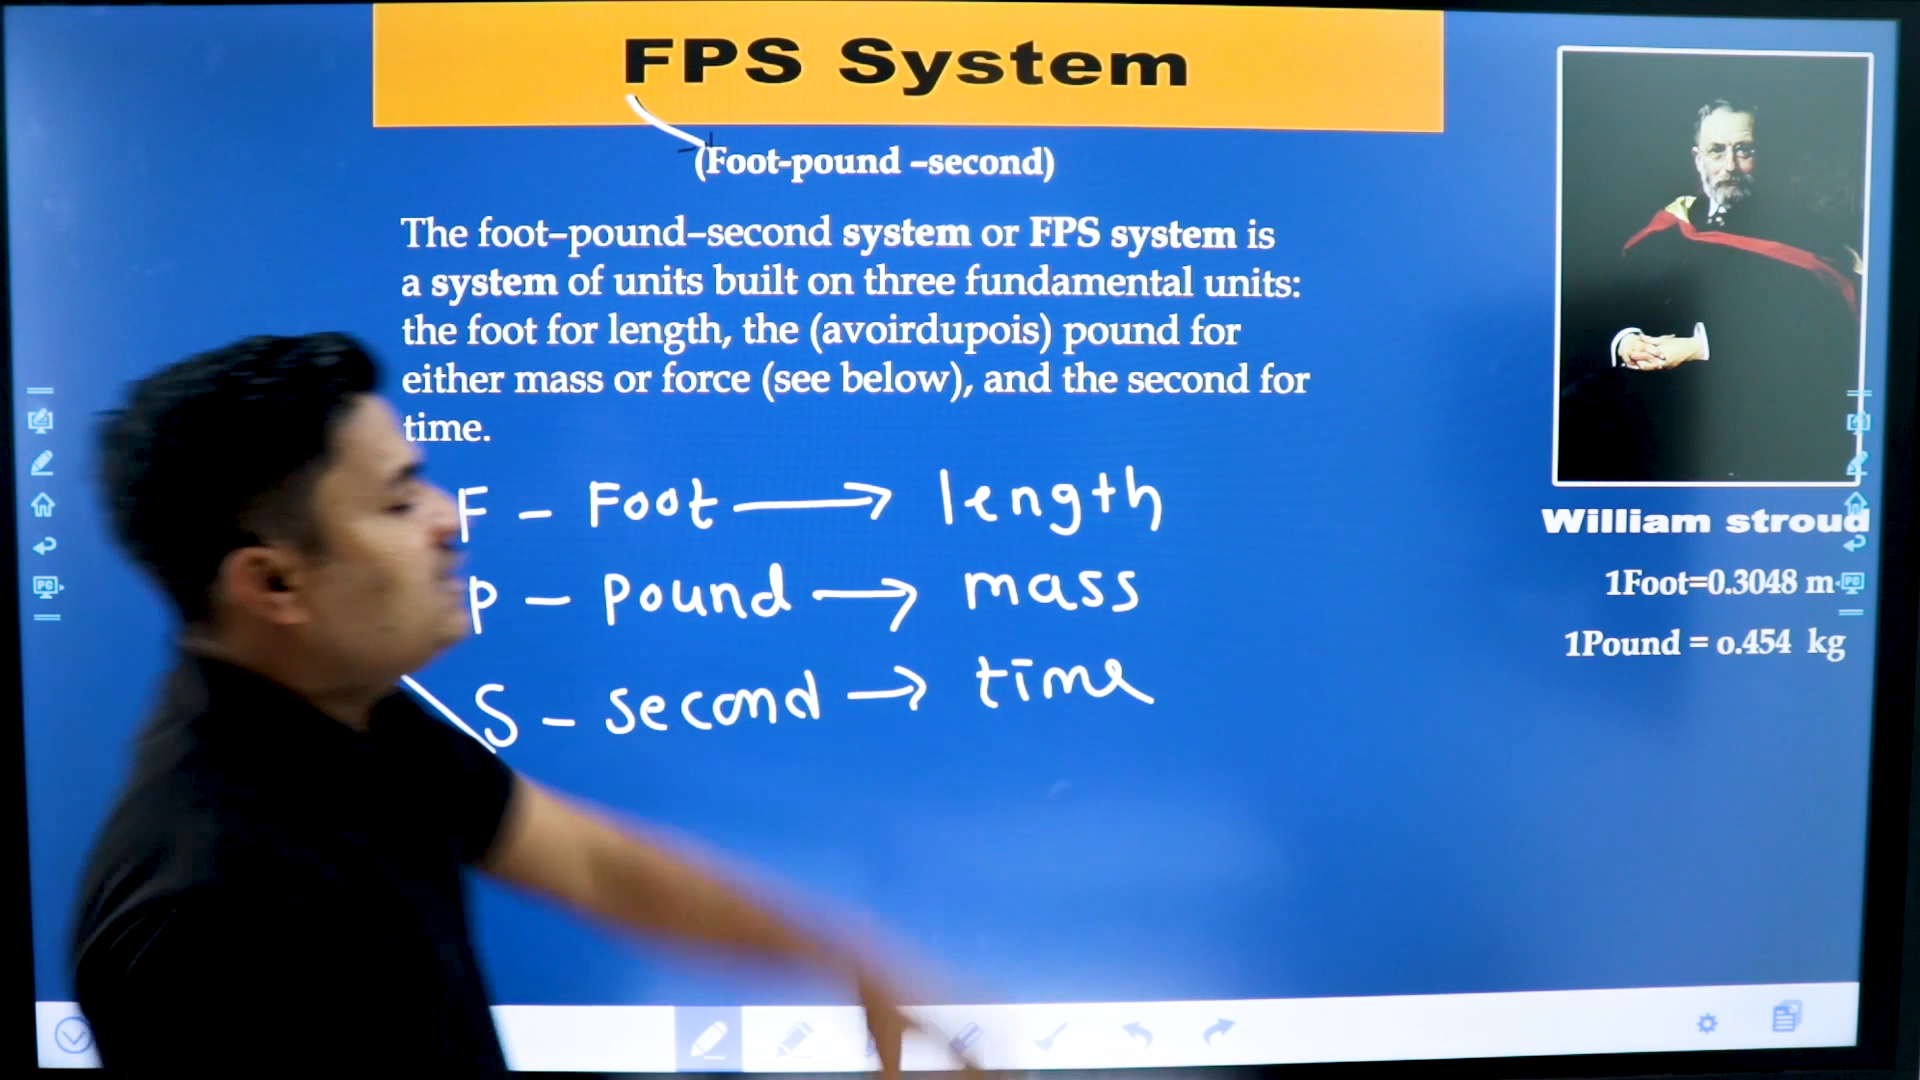 FPS System
(Foot-pound –second)
The foot–pound–second system or FPS system is
a system of units built on three fundamental units:
the foot for length, the (avoirdupois) pound for
either mass or force (see below), and the second for
time.
F – Foot → length
P – Pound → mass
S – second → time
William stroud
1Foot=0.3048 m
1Pound = 0.454 kg
PC
PC